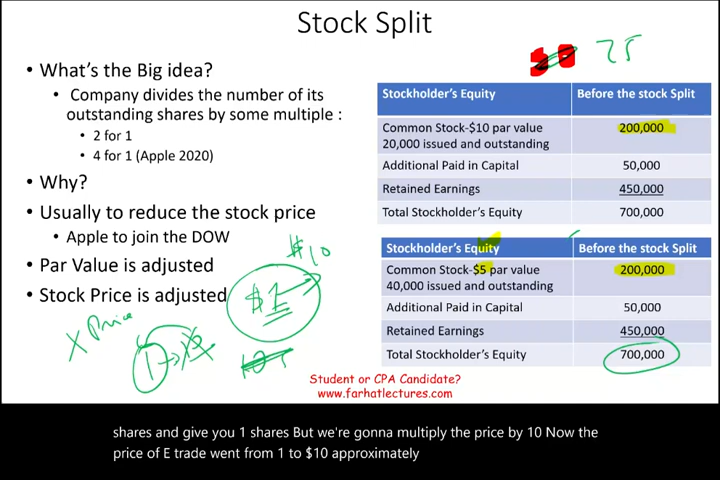 Stock Split
25
• What's the Big idea?
• Company divides the number of its
outstanding shares by some multiple :
• 2 for 1
• 4 for 1 (Apple 2020)
• Why?
• Usually to reduce the stock price
• Apple to join the DOW
• Par Value is adjusted
• Stock Price is adjusted
Stockholder's Equity Before the stock Split
Common Stock-$10 par value 200,000
20,000 issued and outstanding
Additional Paid in Capital 50,000
Retained Earnings 450,000
Total Stockholder's Equity 700,000
Stockholder's Equity Before the stock Split
Common Stock-$5 par value 200,000
40,000 issued and outstanding
Additional Paid in Capital 50,000
Retained Earnings 450,000
Total Stockholder's Equity 700,000
$10
$1
X Price
1
Student or CPA Candidate?
www.farhatlectures.com
shares and give you 1 shares But we're gonna multiply the price by 10 Now the
price of E trade went from 1 to $10 approximately